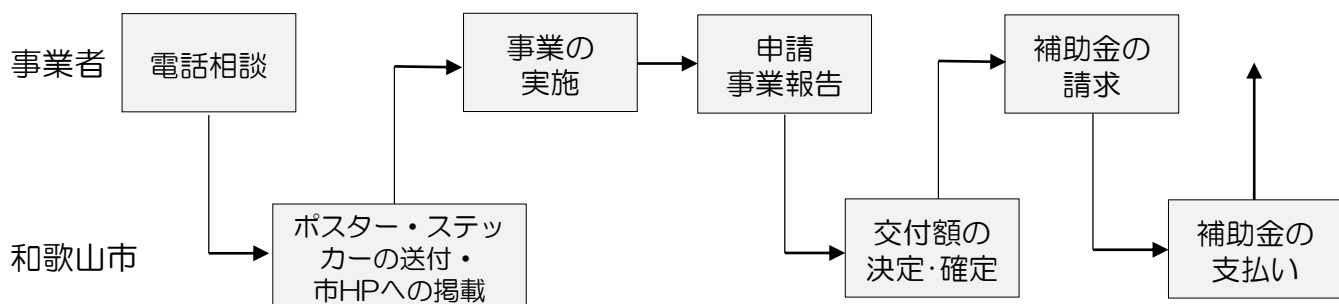 事業者
電話相談
事業の
実施
申請
事業報告
補助金の
請求
和歌山市
ポスター・ステッ
カーの送付・
市HPへの掲載
交付額の
決定･確定
補助金の
支払い